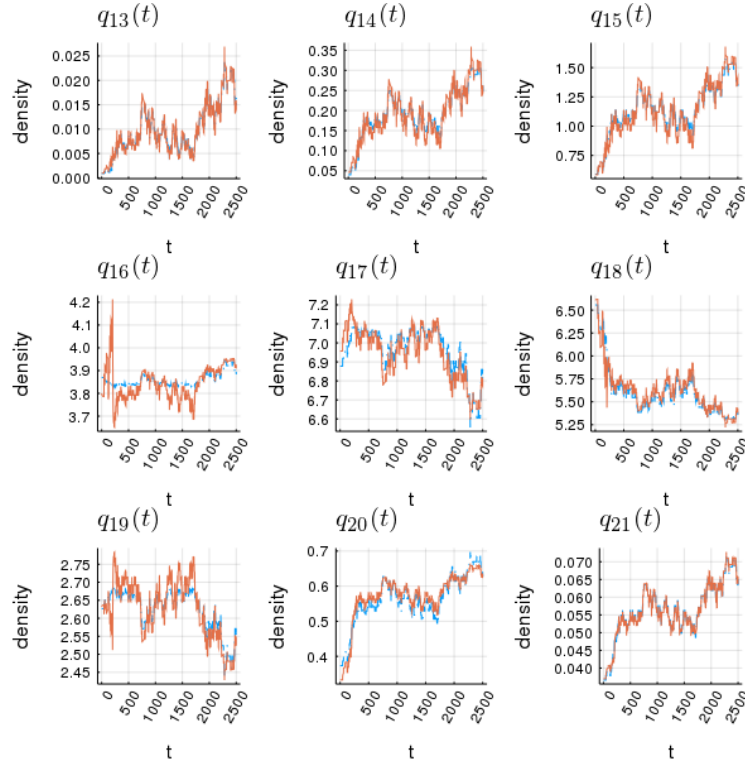 q₁₃(t) q₁₄(t) q₁₅(t)
0.025 0.35 1.50
0.020 0.30 1.25
0.015 0.25 1.00
0.010 0.20 0.75
0.005 0.15
0.000 0.10
0.05
density density density
0 500 1000 1500 2000 2500 0 500 1000 1500 2000 2500 0 500 1000 1500 2000 2500
t t t
q₁₆(t) q₁₇(t) q₁₈(t)
4.2 7.2 6.50
4.1 7.1 6.25
4.0 7.0 6.00
3.9 6.9 5.75
3.8 6.8 5.50
3.7 6.7 5.25
6.6
density density density
0 500 1000 1500 2000 2500 0 500 1000 1500 2000 2500 0 500 1000 1500 2000 2500
t t t
q₁₉(t) q₂₀(t) q₂₁(t)
2.75 0.7 0.070
2.70 0.6 0.065
2.65 0.5 0.060
2.60 0.4 0.055
2.55 0.050
2.50 0.045
2.45 0.040
density density density
0 500 1000 1500 2000 2500 0 500 1000 1500 2000 2500 0 500 1000 1500 2000 2500
t t t